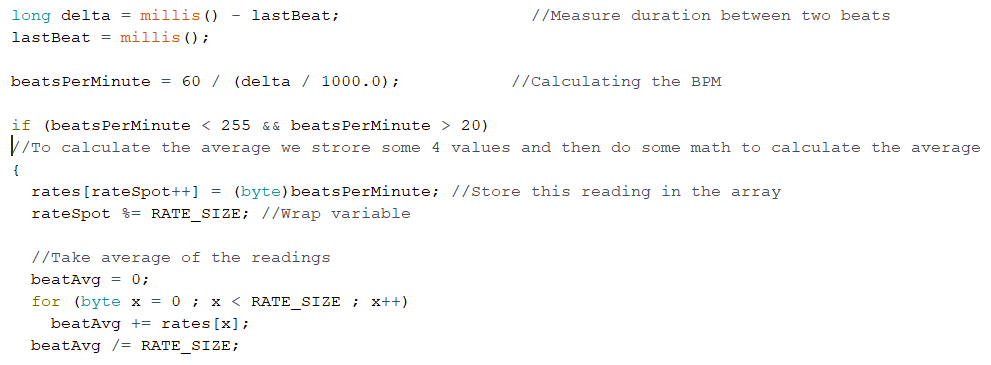 long delta = millis() - lastBeat;                   //Measure duration between two beats
lastBeat = millis();

beatsPerMinute = 60 / (delta / 1000.0);           //Calculating the BPM

if (beatsPerMinute < 255 && beatsPerMinute > 20)
//To calculate the average we strore some 4 values and then do some math to calculate the average
{
  rates[rateSpot++] = (byte)beatsPerMinute; //Store this reading in the array
  rateSpot %= RATE_SIZE; //Wrap variable

  //Take average of the readings
  beatAvg = 0;
  for (byte x = 0 ; x < RATE_SIZE ; x++)
    beatAvg += rates[x];
  beatAvg /= RATE_SIZE;